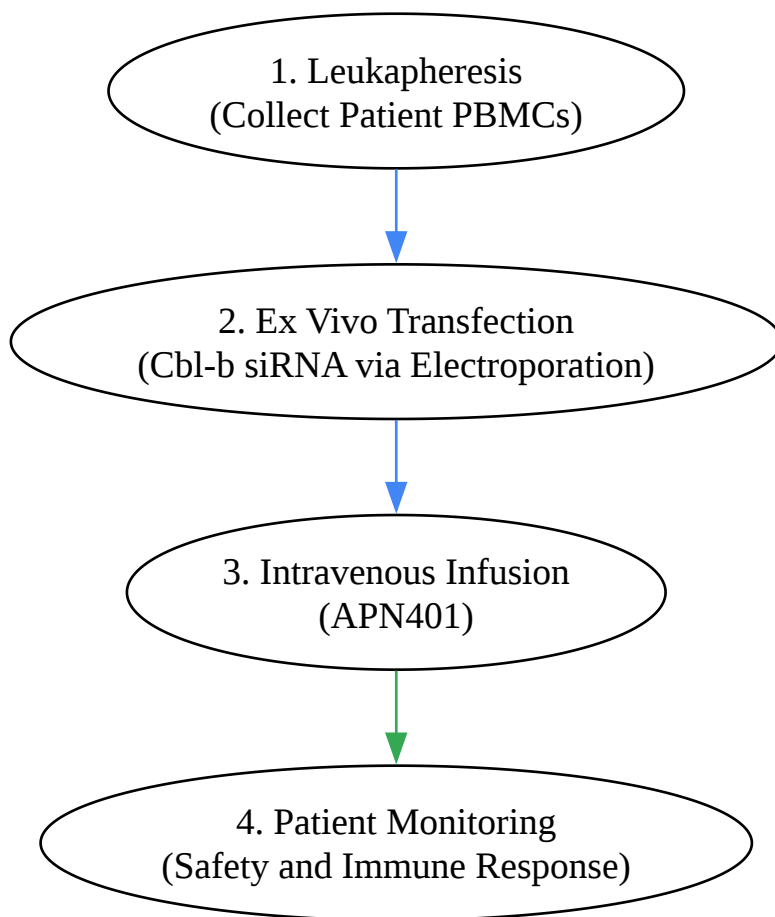 1. Leukapheresis
(Collect Patient PBMCs)
2. Ex Vivo Transfection
(Cbl-b siRNA via Electroporation)
3. Intravenous Infusion
(APN401)
4. Patient Monitoring
(Safety and Immune Response)